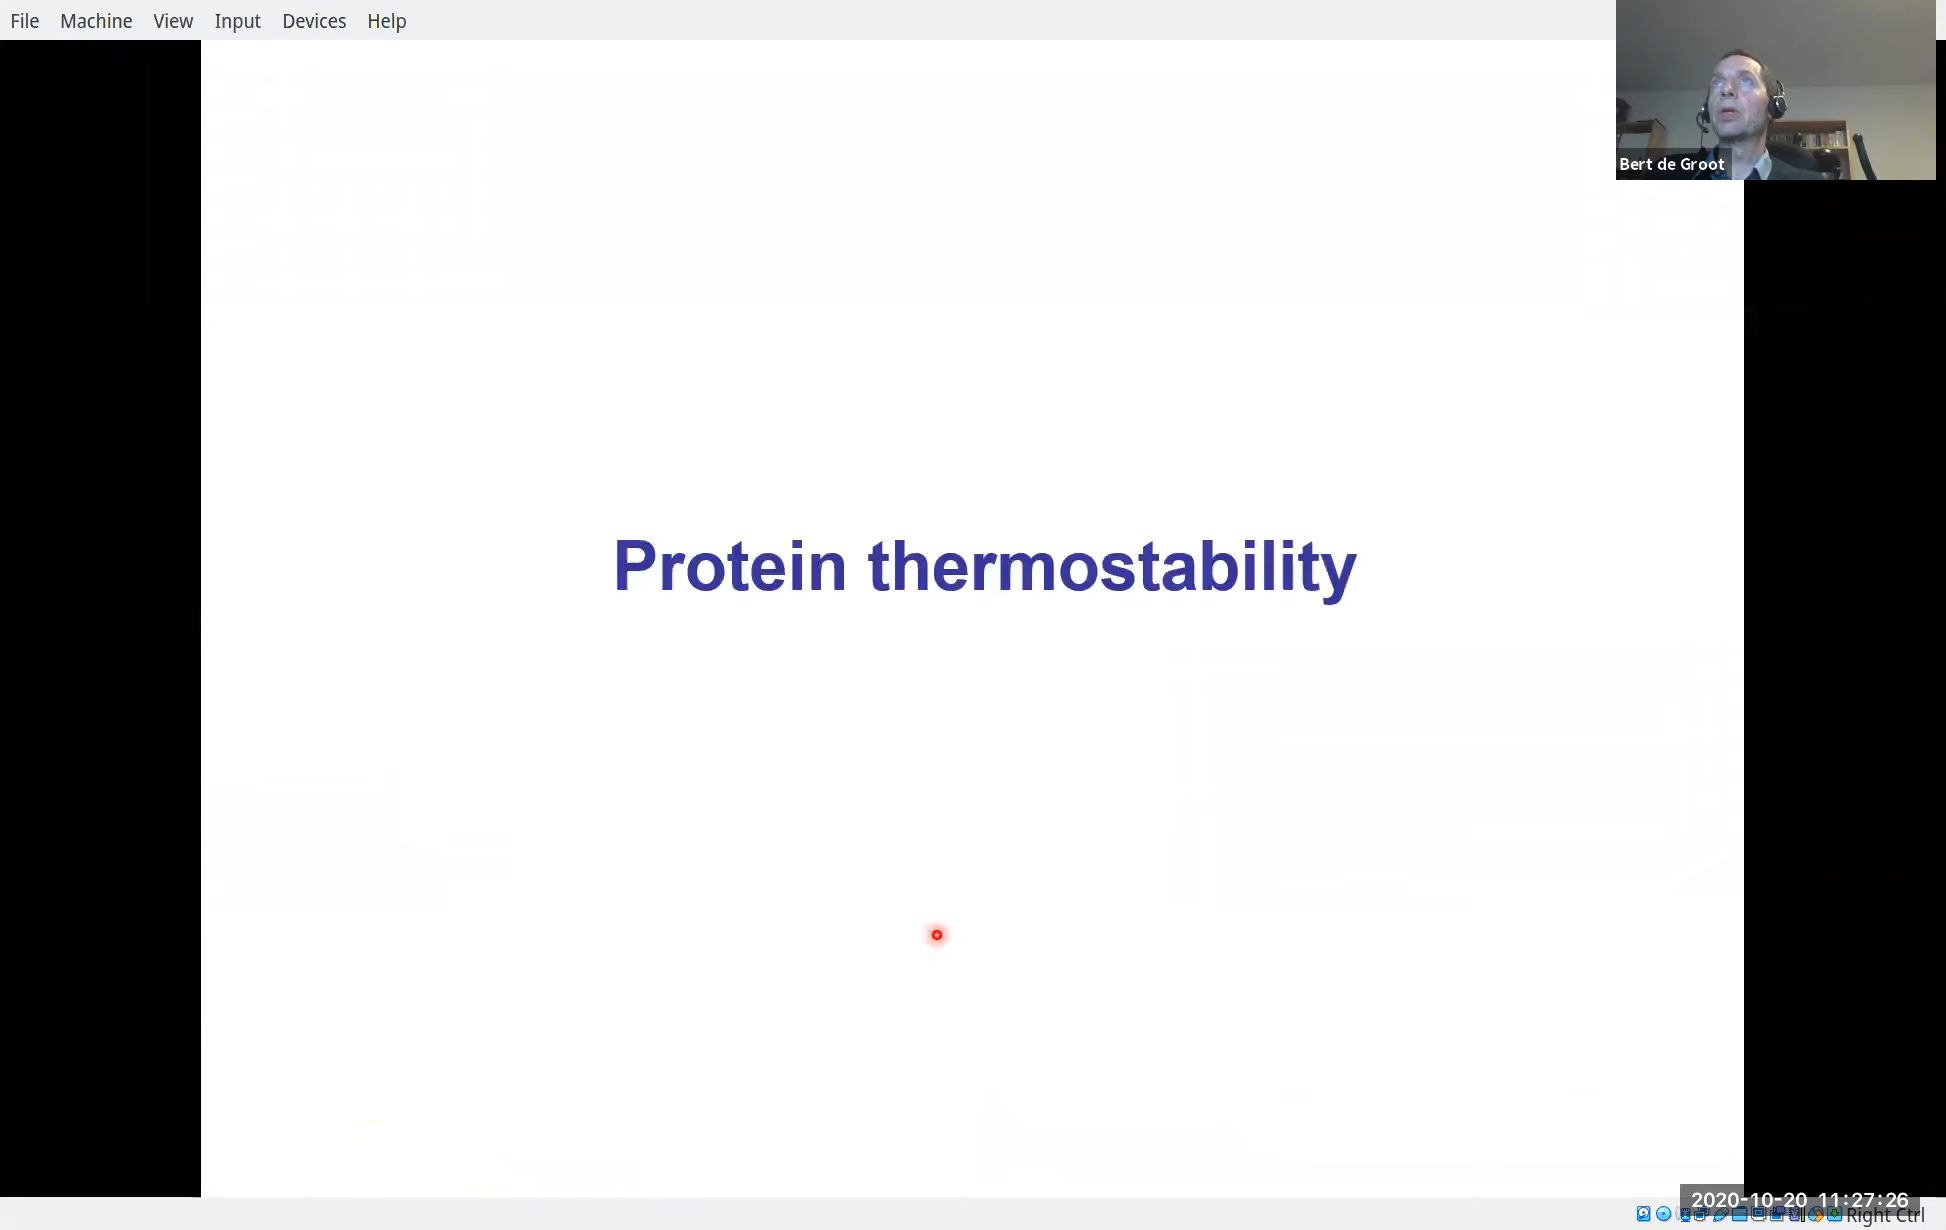 File Machine View Input Devices Help
Bert de Groot
Protein thermostability
2020-10-20 11:27:26
Right Ctrl